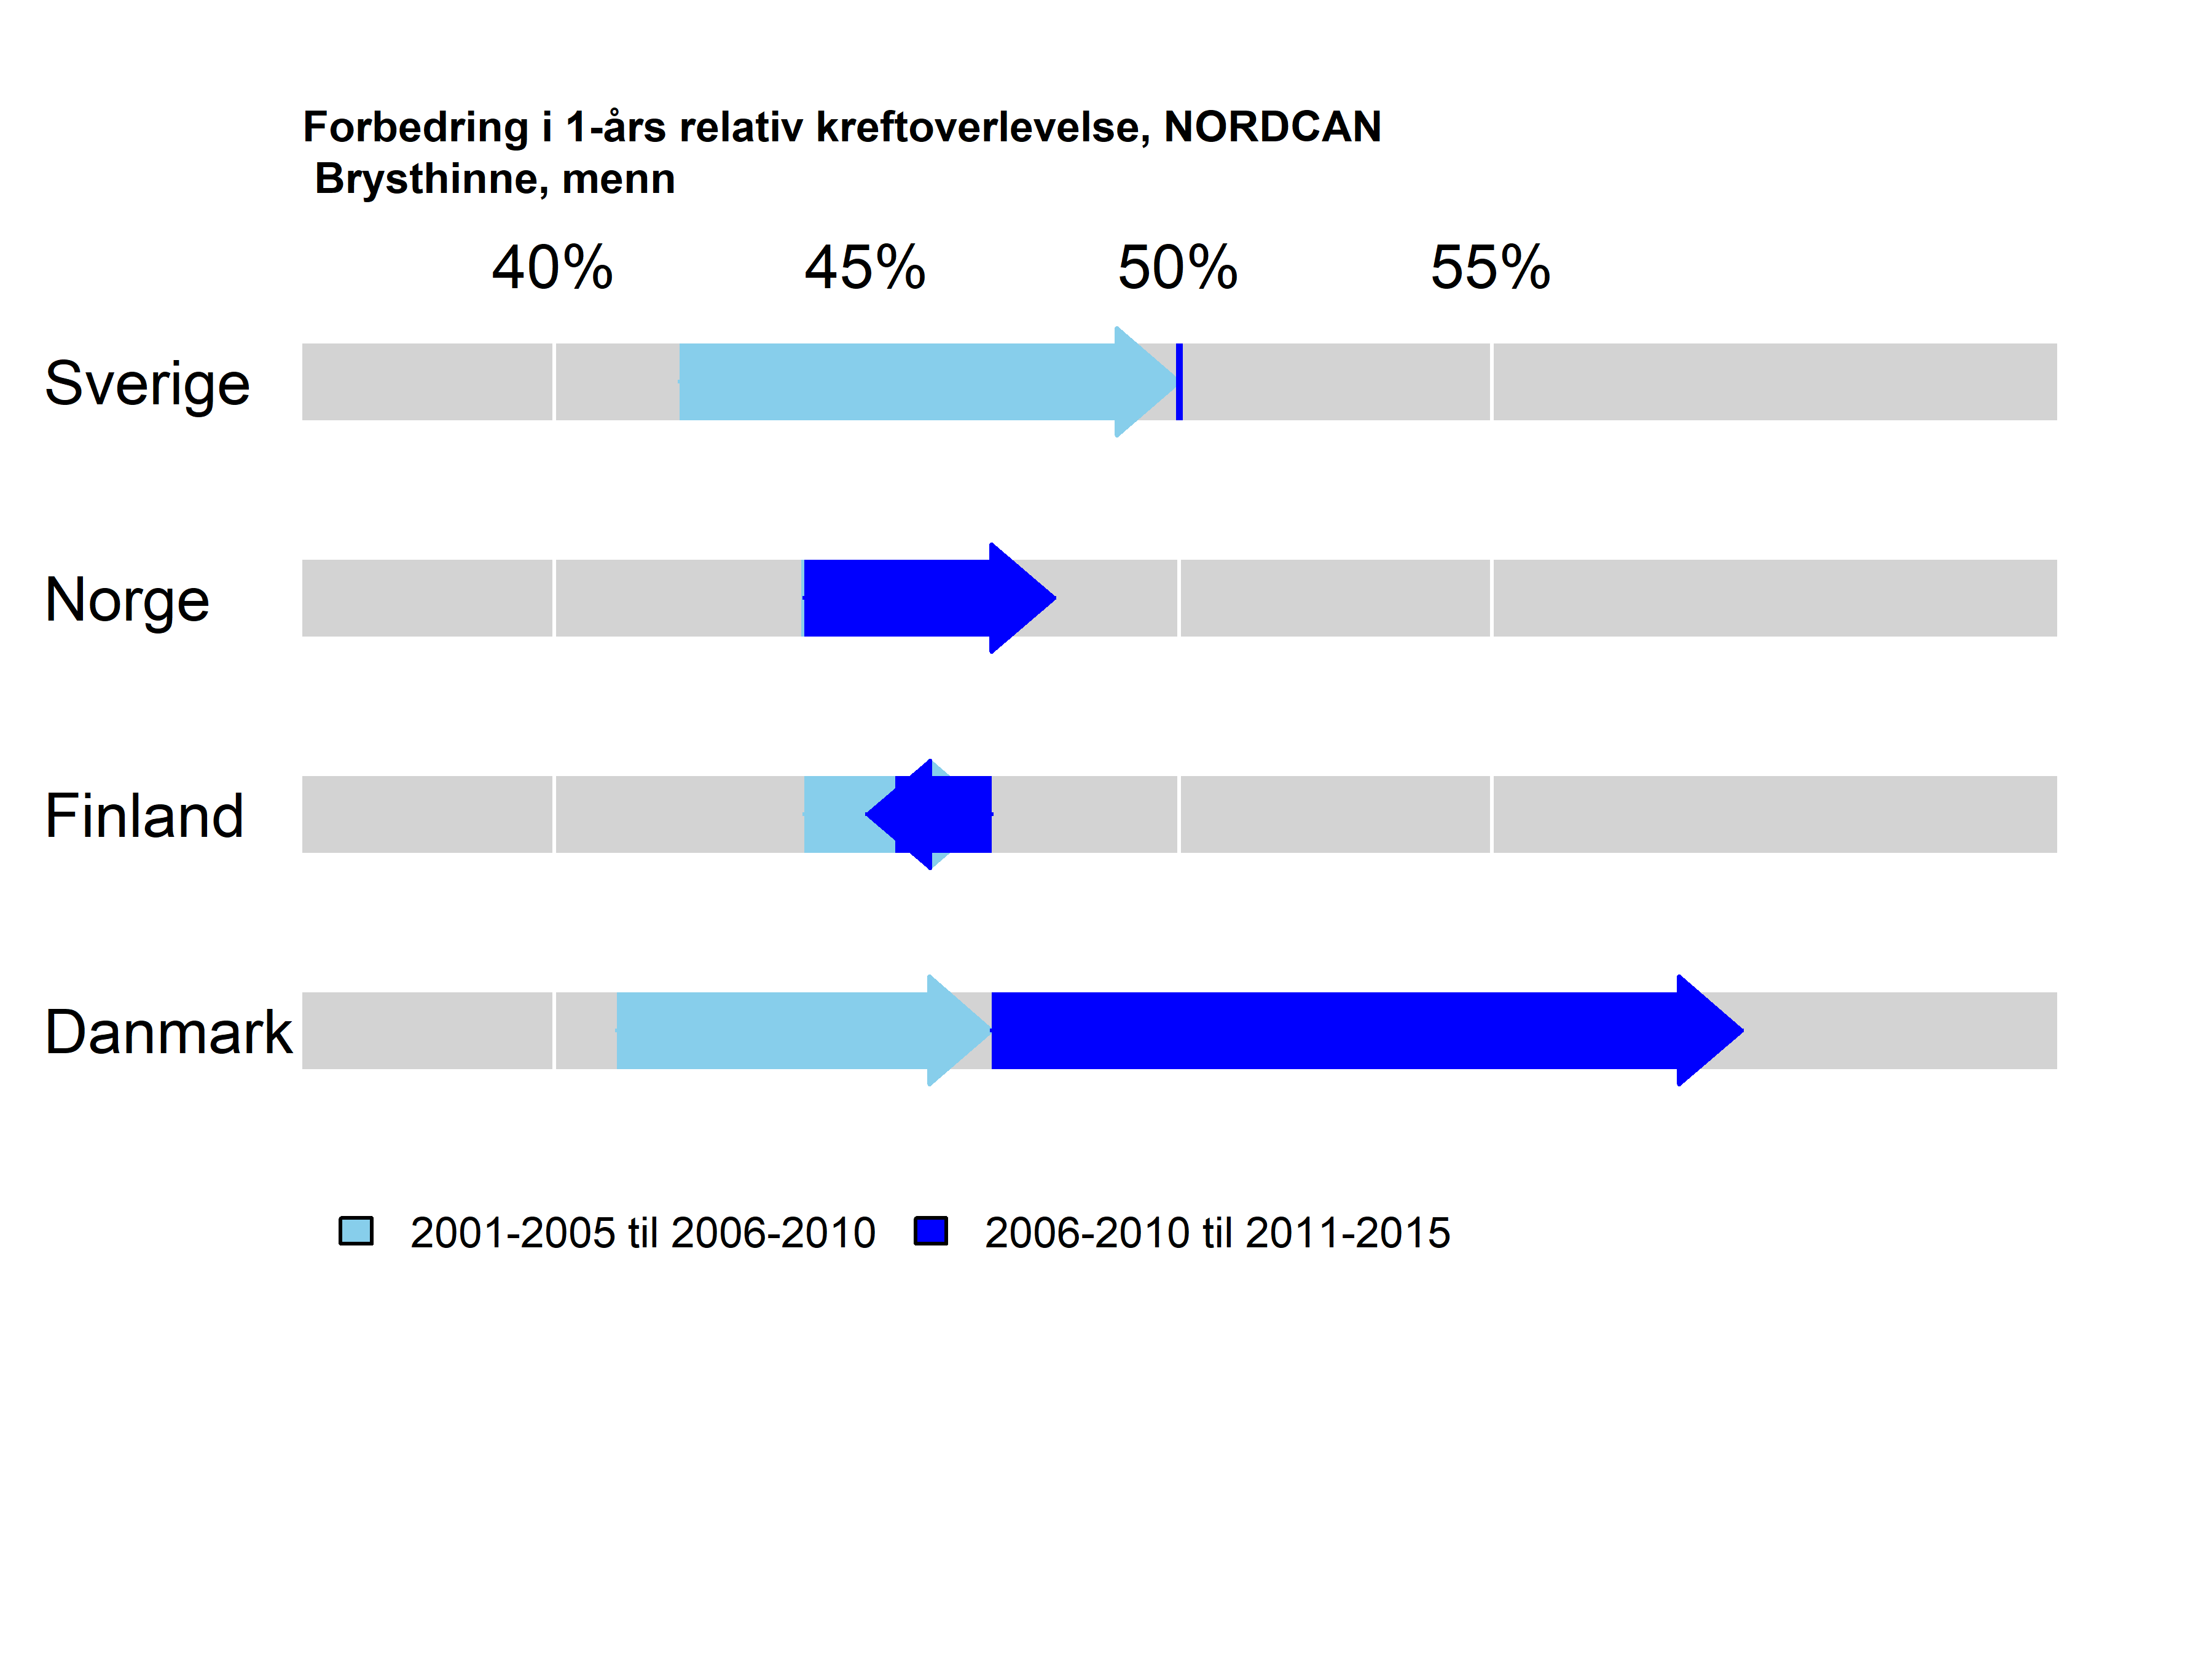 Forbedring i 1-års relativ kreftoverlevelse, NORDCAN
Brysthinne, menn
40% 45% 50% 55%
Sverige
Norge
Finland
Danmark
2001-2005 til 2006-2010 2006-2010 til 2011-2015